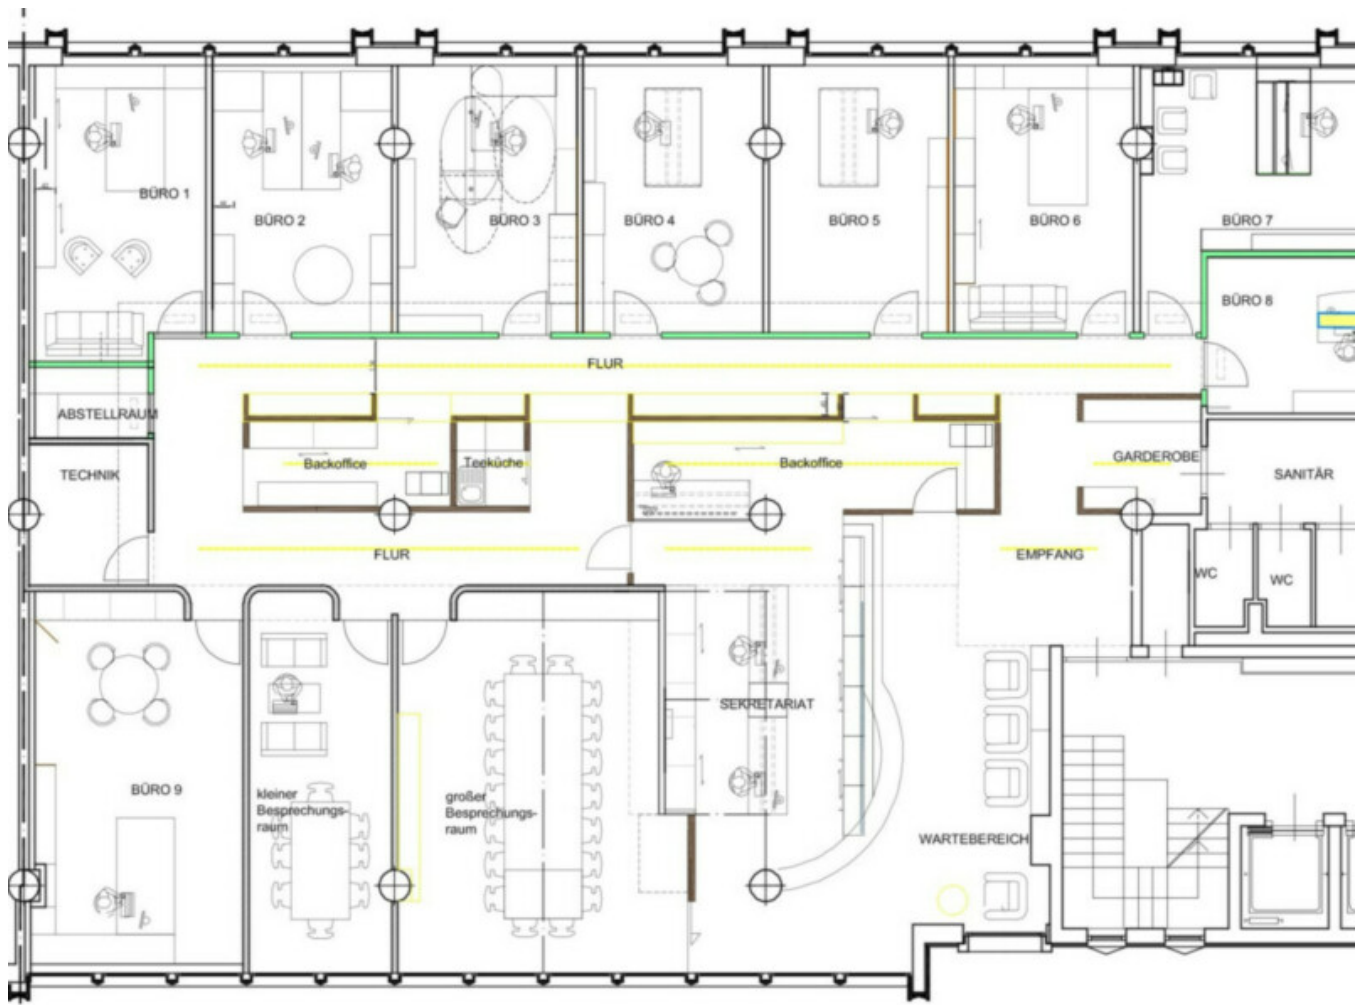 BÜRO 1
BÜRO 2
BÜRO 3
BÜRO 4
BÜRO 5
BÜRO 6
BÜRO 7
BÜRO 8
FLUR
ABSTELLRAUM
TECHNIK
Backoffice
Teeküche
Backoffice
GARDEROBE
SANITÄR
FLUR
EMPFANG
WC
WC
SEKRETARIAT
BÜRO 9
kleiner
Besprechungs-
raum
großer
Besprechungs-
raum
WARTEBEREICH